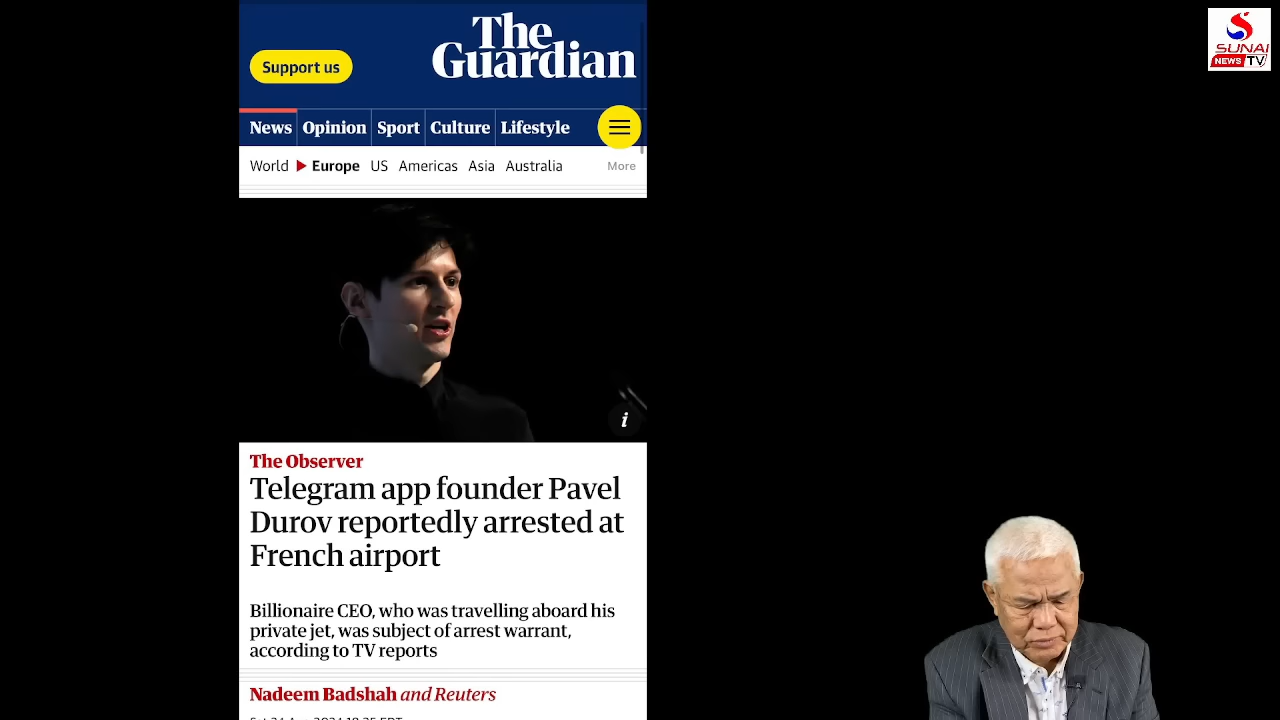 Support us
The
Guardian
News Opinion Sport Culture Lifestyle
World Europe US Americas Asia Australia More
i
The Observer
Telegram app founder Pavel
Durov reportedly arrested at
French airport
Billionaire CEO, who was travelling aboard his
private jet, was subject of arrest warrant,
according to TV reports
Nadeem Badshah and Reuters
SUNAI
NEWS TV